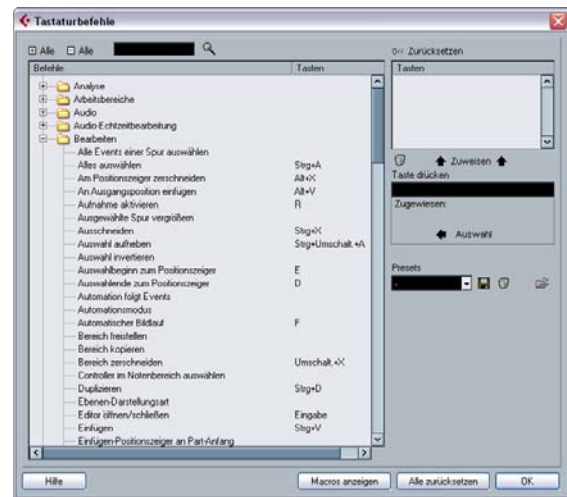 Tastaturbefehle
Alle Alle Zurücksetzen
Befehle Tasten Tasten
Analyse
Arbeitsbereiche
Audio
Audio-Echtzeitbearbeitung
Bearbeiten
Alle Events einer Spur auswählen
Alles auswählen Strg+A
Am Positionszeiger zerschneiden Alt+X
An Ausgangsposition einfügen Alt+V
Aufnahme aktivieren R
Ausgewählte Spur vergrößern
Ausschneiden Strg+X
Auswahl aufheben Strg+Umschalt.+A
Auswahl invertieren
Auswahlbeginn zum Positionszeiger E
Auswahlende zum Positionszeiger D
Automation folgt Events
Automationsmodus
Automatischer Bildlauf F
Bereich freistellen
Bereich kopieren
Bereich zerschneiden Umschalt.+X
Controller im Notenbereich auswählen
Duplizieren Strg+D
Ebenen-Darstellungsart
Editor öffnen/schließen Eingabe
Einfügen Strg+V
Einfügen-Positionszeiger an Part-Anfang
Zuweisen
Taste drücken
Zugewiesen:
Auswahl
Presets
-
Hilfe Macros anzeigen Alle zurücksetzen OK